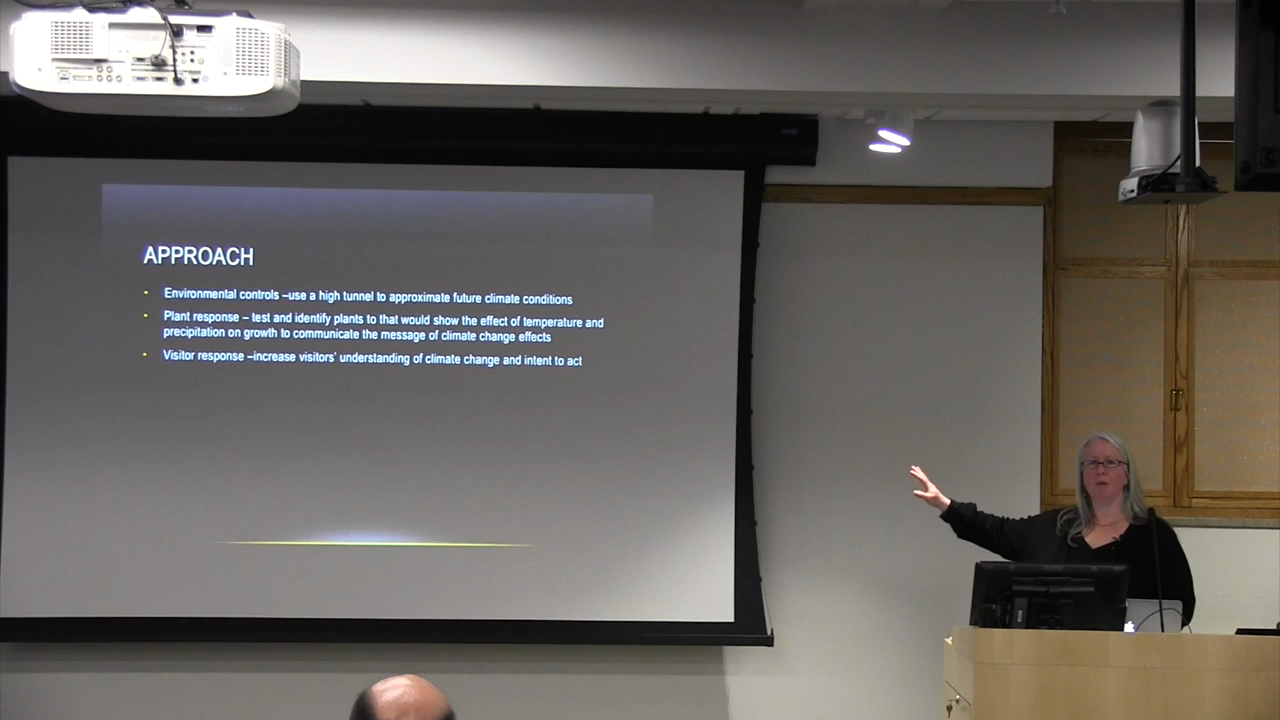 APPROACH
Environmental controls –use a high tunnel to approximate future climate conditions
Plant response – test and identify plants to that would show the effect of temperature and
precipitation on growth to communicate the message of climate change effects
Visitor response –increase visitors' understanding of climate change and intent to act